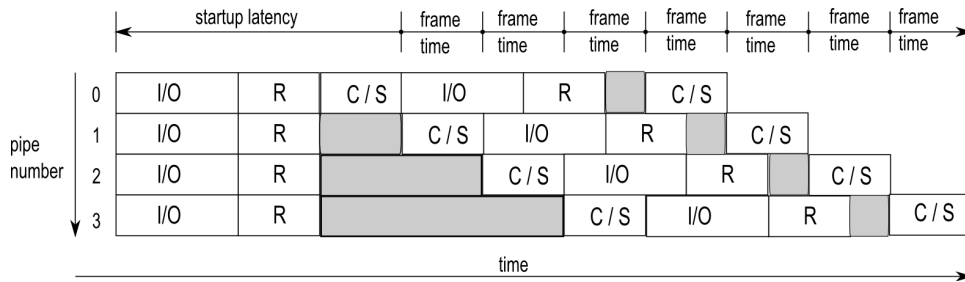 startup latency frame frame frame frame frame frame frame
time time time time time time time
0 I/O R C / S I/O R C / S
1 I/O R C / S I/O R C / S
pipe
number
2 I/O R C / S I/O R C / S
3 I/O R C / S I/O R C / S
time